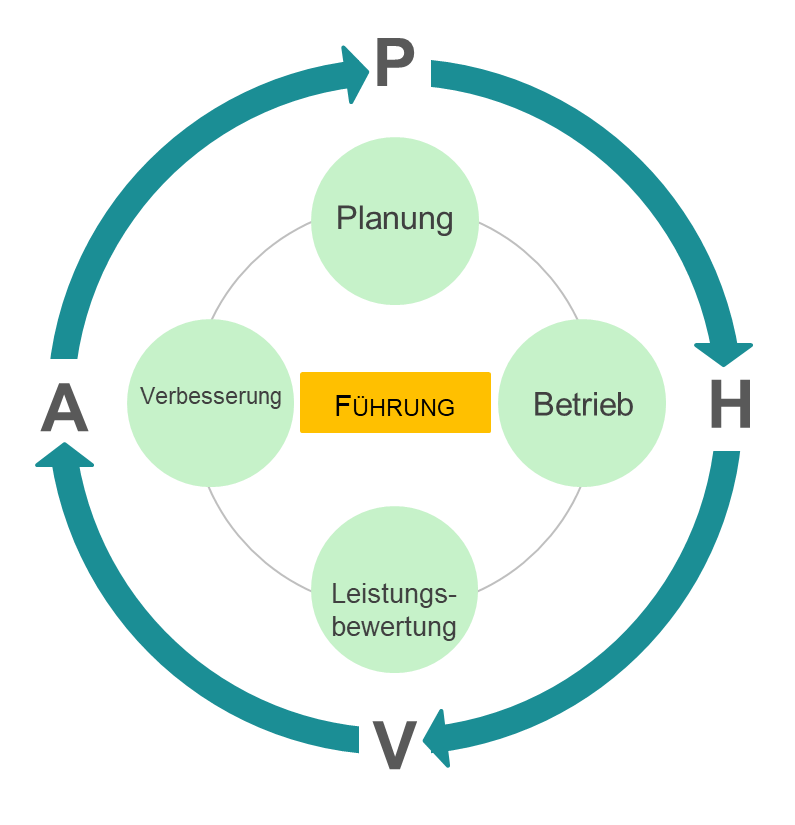 P
Planung
Verbesserung
FÜHRUNG
Betrieb
A
H
Leistungs-
bewertung
V